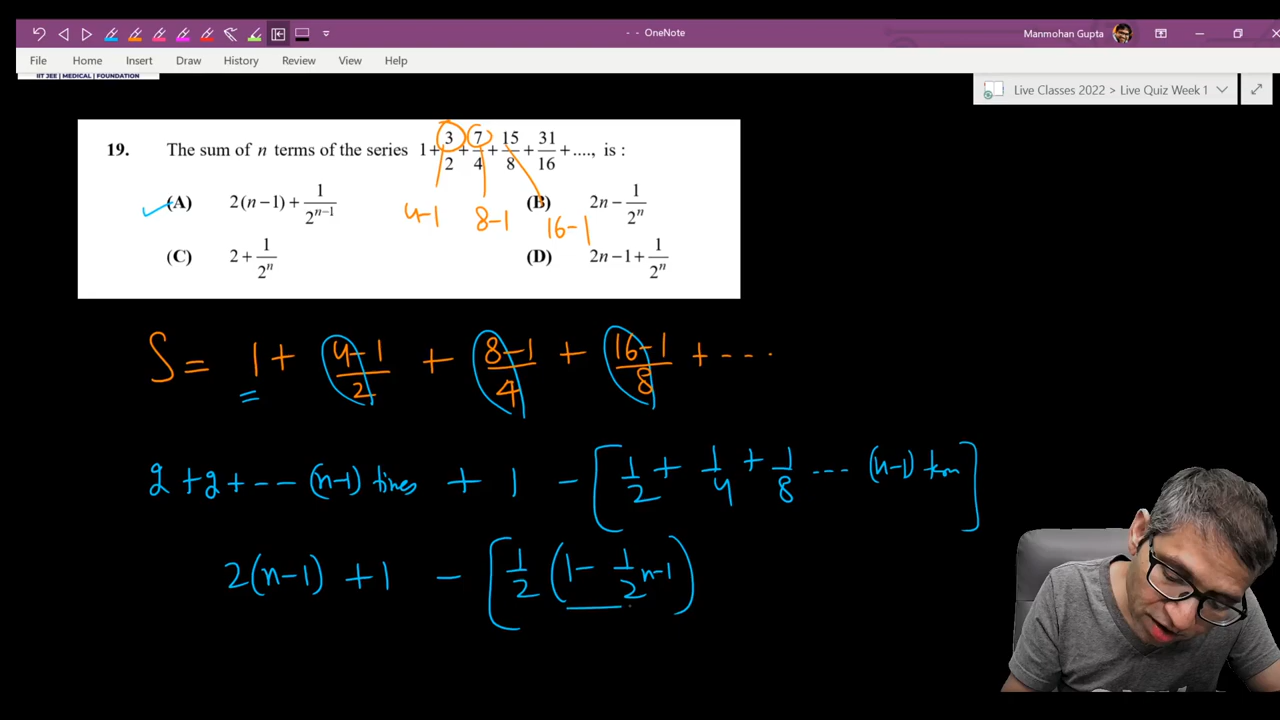 - - OneNote
Manmohan Gupta
File Home Insert Draw History Review View Help
IIT JEE | MEDICAL | FOUNDATION
Live Classes 2022 > Live Quiz Week 1
19. The sum of n terms of the series 1 + 3/2 + 7/4 + 15/8 + 31/16 + ...., is :
(A) 2(n−1) + 1/2^(n−1) (B) 2n − 1/2^n
4-1 8-1 16-1
(C) 2 + 1/2^n (D) 2n − 1 + 1/2^n
S = 1 + (4-1)/2 + (8-1)/4 + (16-1)/8 + - - - -
2 + 2 + - - - (n-1) times + 1 - [ 1/2 + 1/4 + 1/8 - - - (n-1) term ]
2(n-1) + 1 - [ 1/2 ( 1 - 1/2^(n-1) )